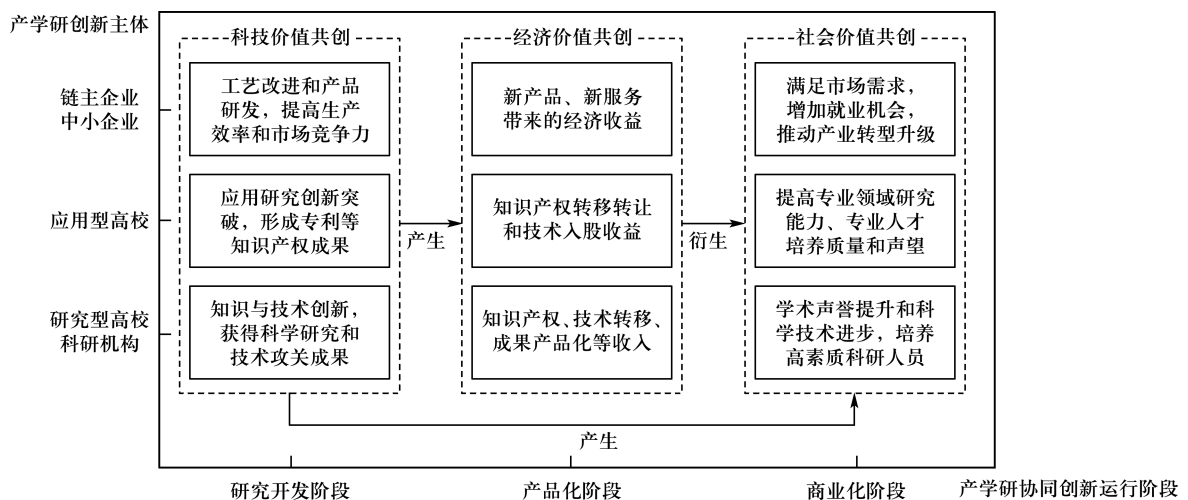 产学研创新主体
科技价值共创
经济价值共创
社会价值共创
链主企业
中小企业
工艺改进和产品
研发，提高生产
效率和市场竞争力
新产品、新服务
带来的经济收益
满足市场需求，
增加就业机会，
推动产业转型升级
应用型高校
应用研究创新突
破，形成专利等
知识产权成果
产生
知识产权转移转让
和技术入股收益
衍生
提高专业领域研究
能力、专业人才
培养质量和声望
研究型高校
科研机构
知识与技术创新，
获得科学研究和
技术攻关成果
知识产权、技术转移、
成果产品化等收入
学术声誉提升和科
学技术进步，培养
高素质科研人员
产生
研究开发阶段
产品化阶段
商业化阶段
产学研协同创新运行阶段